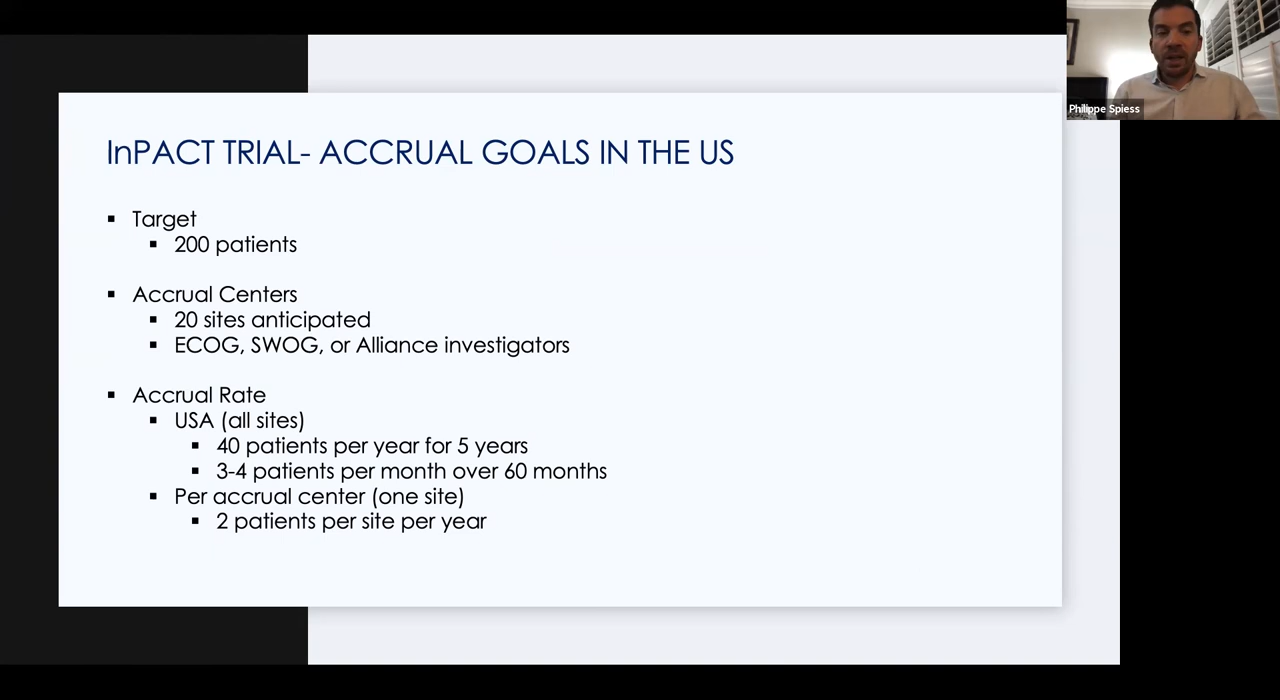 InPACT TRIAL- ACCRUAL GOALS IN THE US
▪ Target
▪ 200 patients
▪ Accrual Centers
▪ 20 sites anticipated
▪ ECOG, SWOG, or Alliance investigators
▪ Accrual Rate
▪ USA (all sites)
▪ 40 patients per year for 5 years
▪ 3-4 patients per month over 60 months
▪ Per accrual center (one site)
▪ 2 patients per site per year
Philippe Spiess